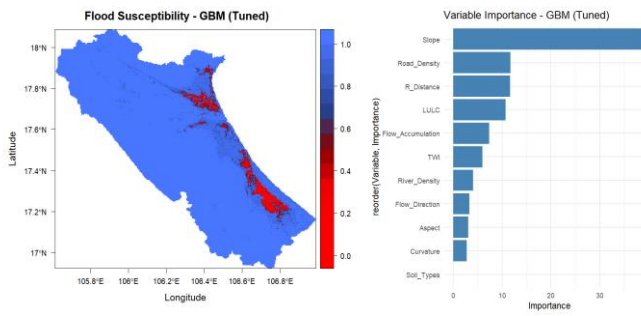 Flood Susceptibility - GBM (Tuned)
18°N
17.8°N
17.6°N
17.4°N
17.2°N
17°N
Latitude
105.8°E
106°E
106.2°E
106.4°E
106.6°E
106.8°E
Longitude
1.0
0.8
0.6
0.4
0.2
0.0
Variable Importance - GBM (Tuned)
reorder(Variable, Importance)
Slope
Road_Density
R_Distance
LULC
Flow_Accumulation
TWI
River_Density
Flow_Direction
Aspect
Curvature
Soil_Types
0
10
20
30
Importance